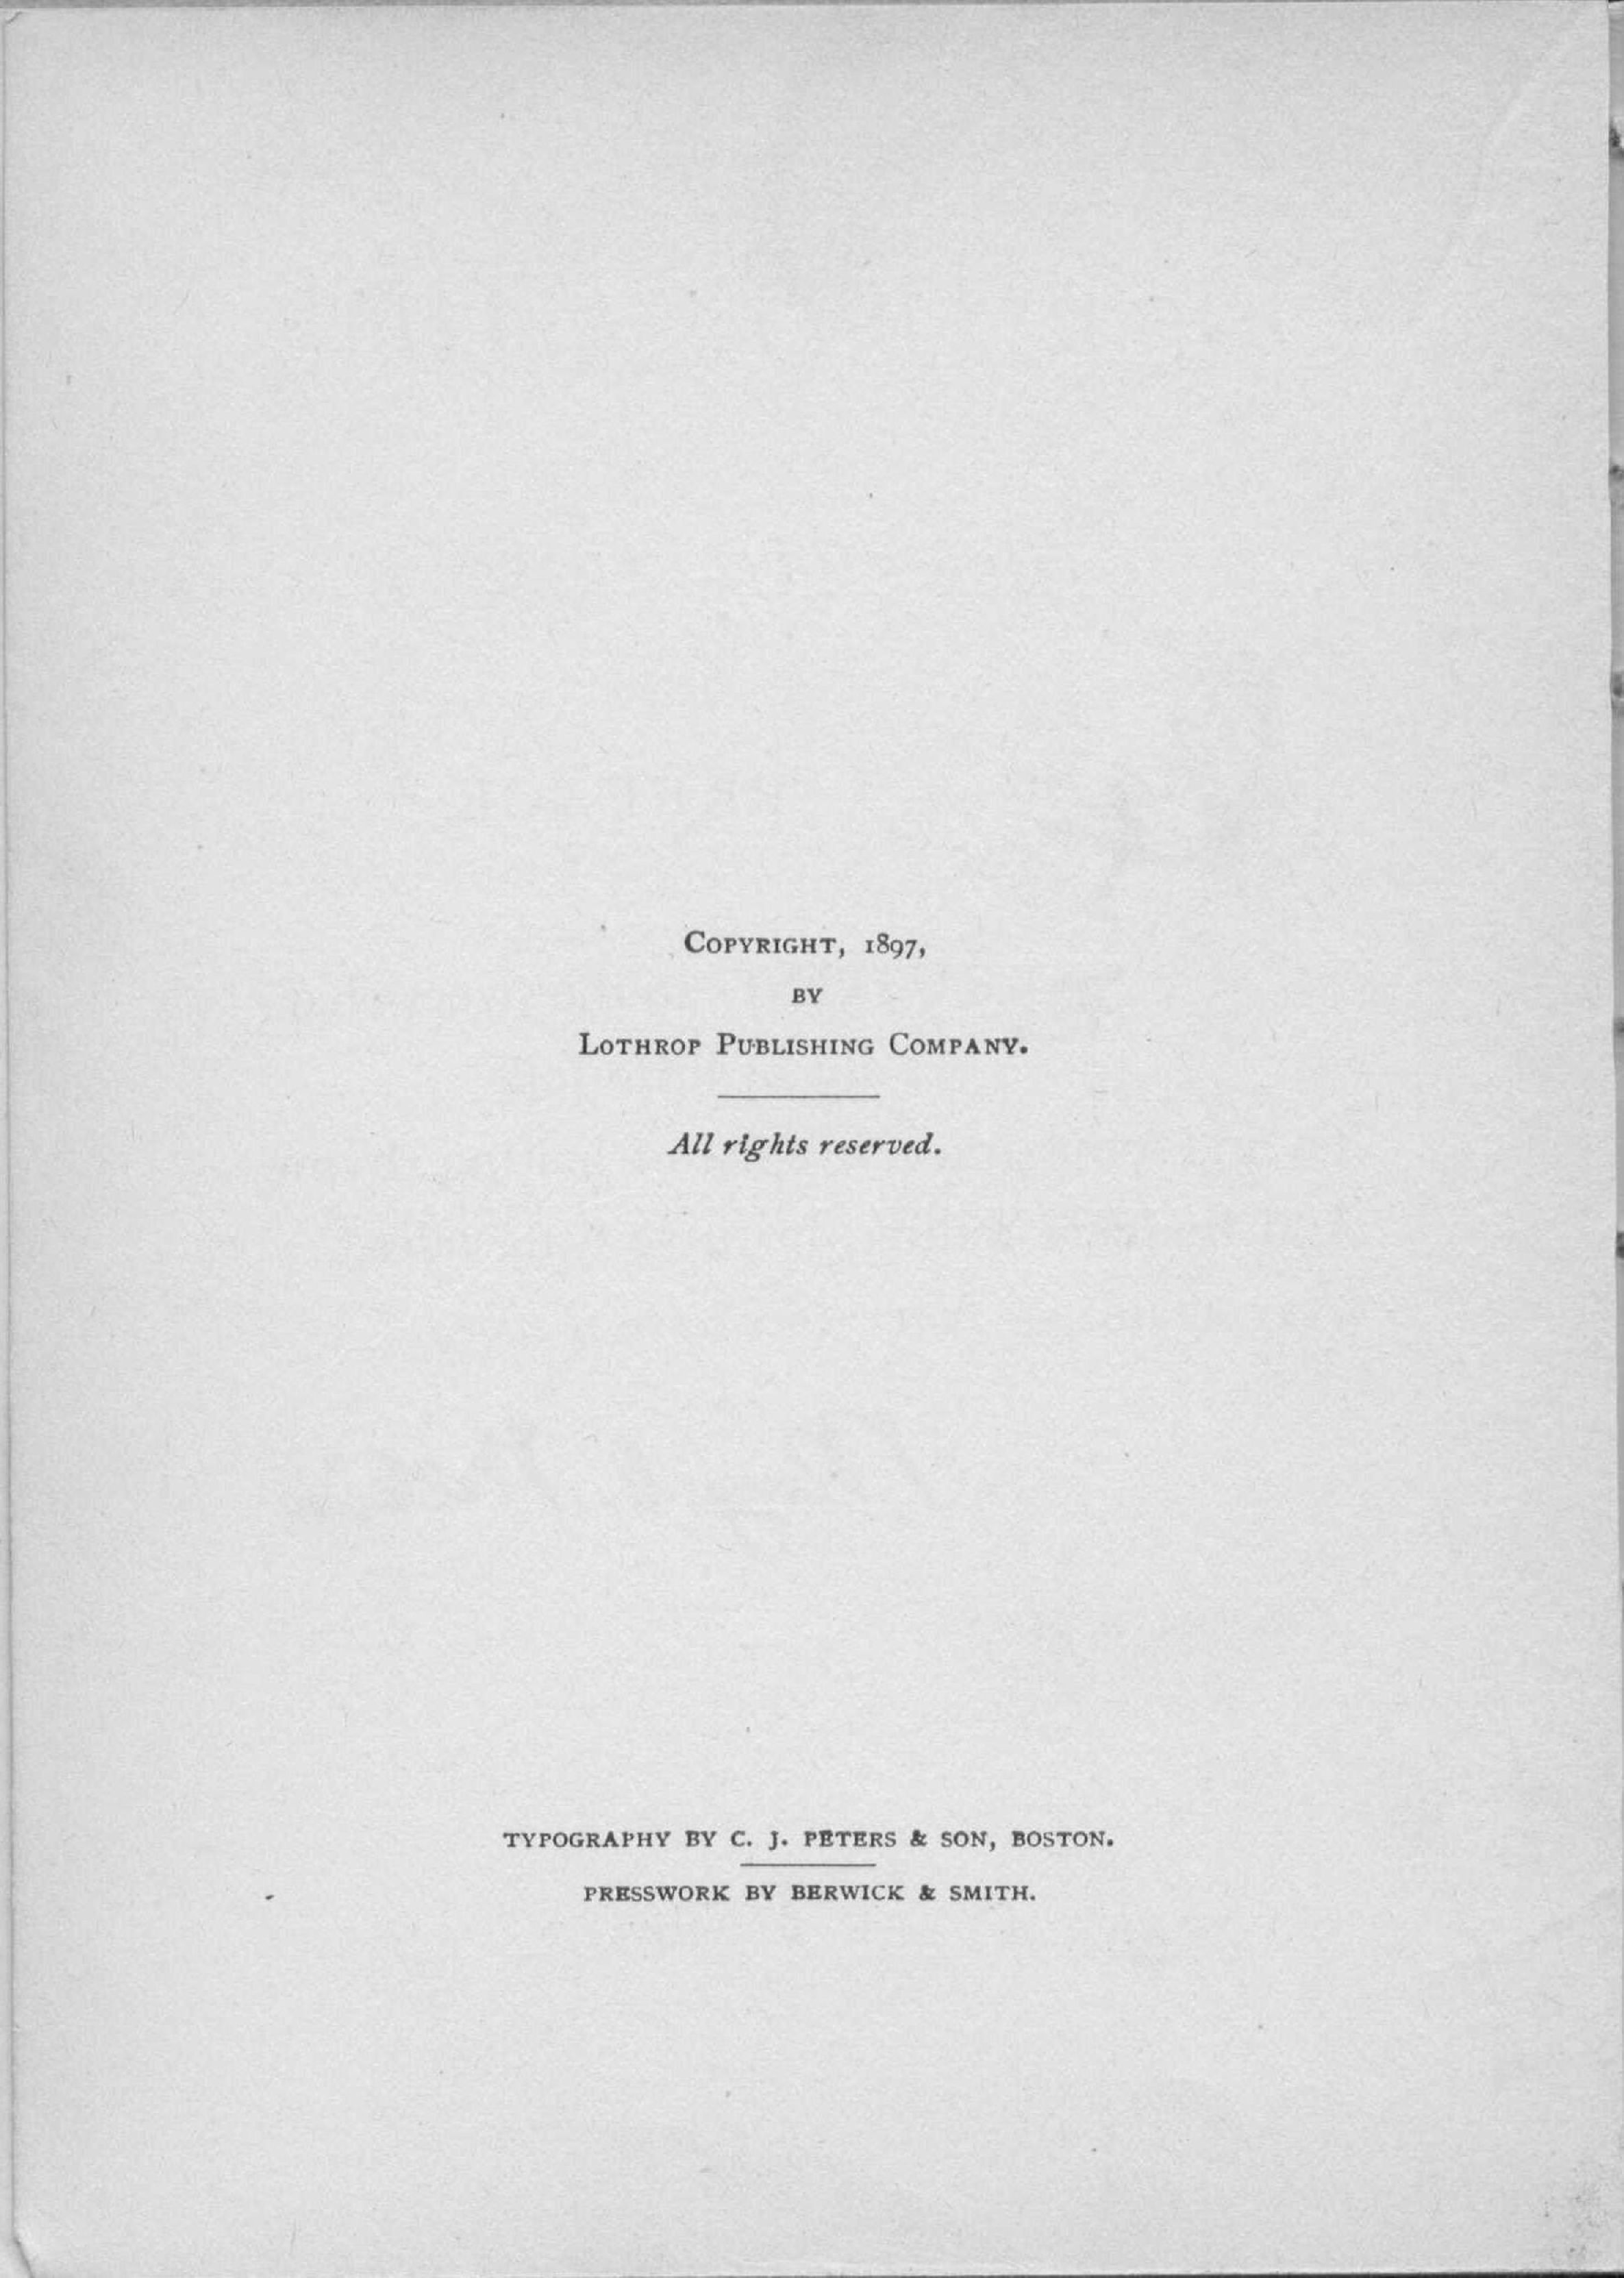 Copyright, 1897,
BY
Lothrop Publishing Company.
All rights reserved.
TYPOGRAPHY BY C. J. PETERS & SON, BOSTON.
PRESSWORK BY BERWICK & SMITH.